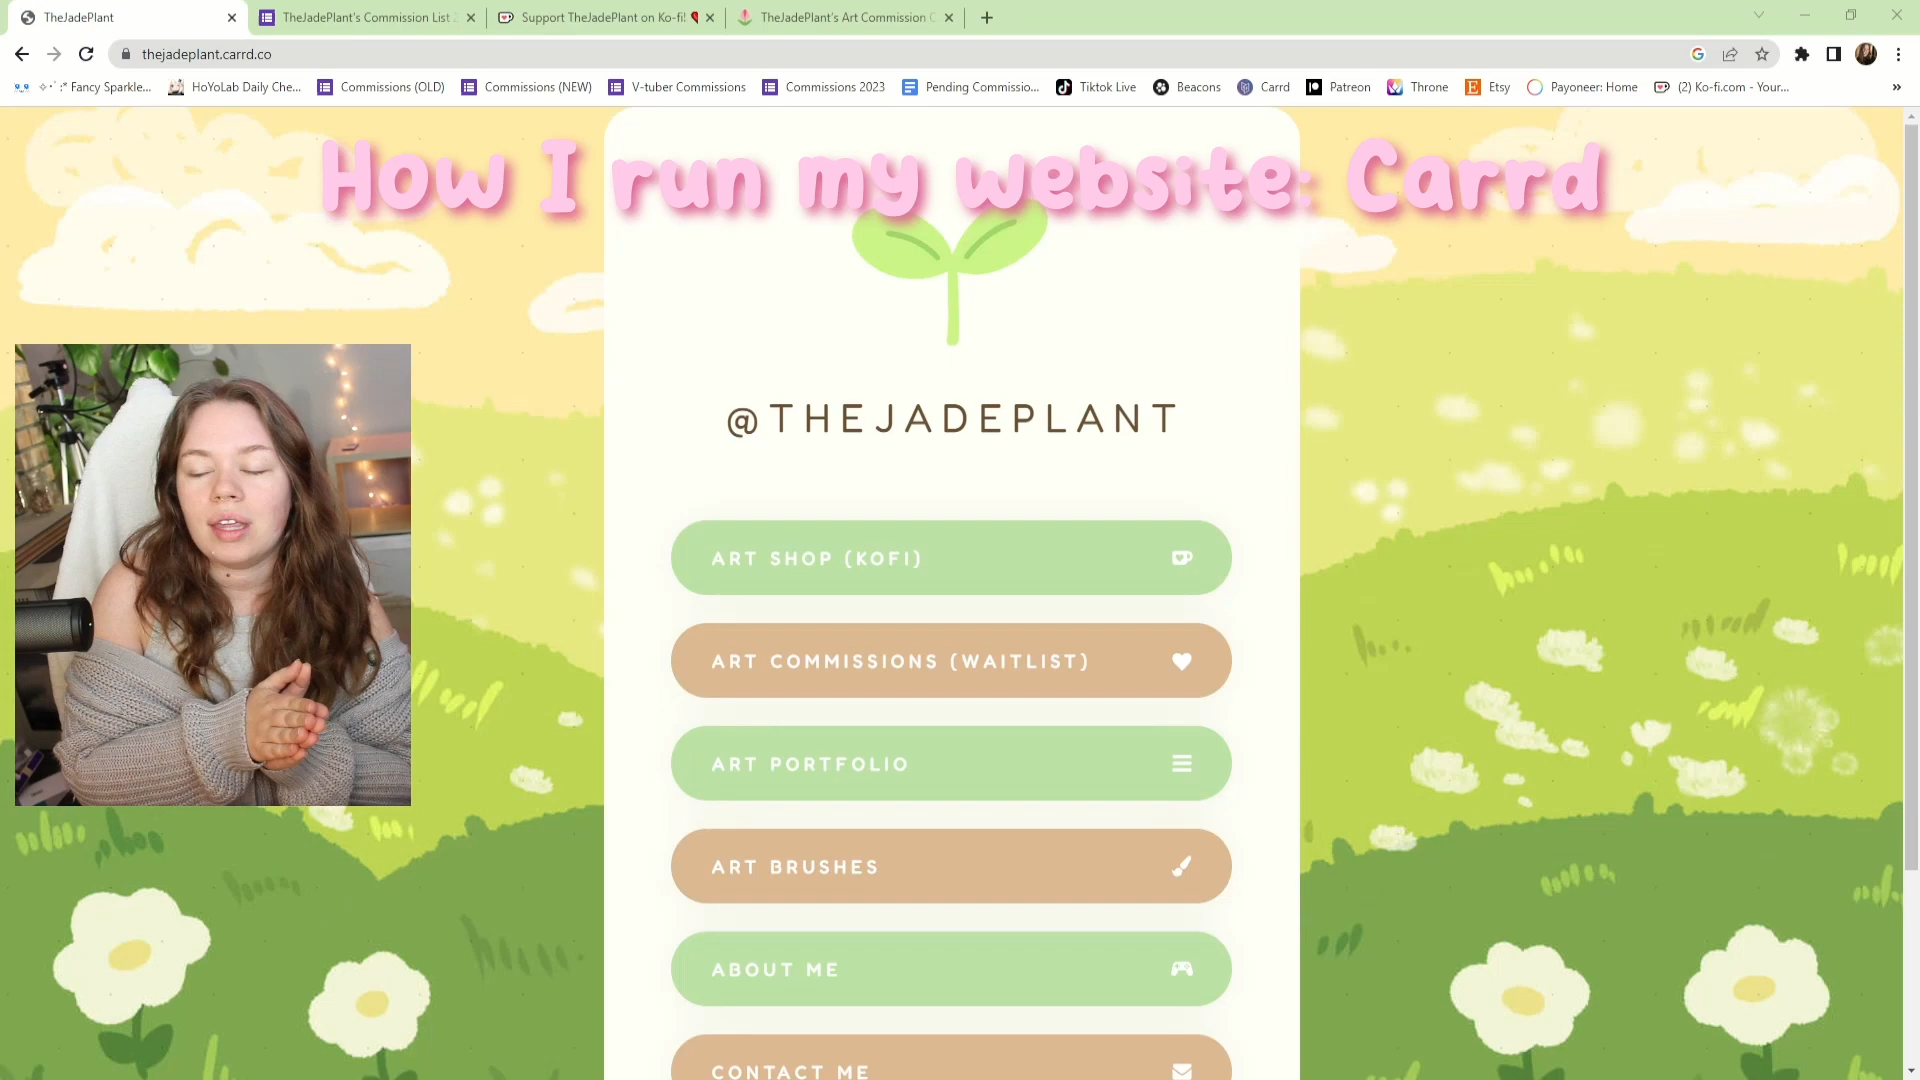 TheJadePlant
TheJadePlant's Commission List 2
Support TheJadePlant on Ko-fi!
TheJadePlant's Art Commission C
thejadeplant.carrd.co
Fancy Sparkle...
HoYoLab Daily Che...
Commissions (OLD)
Commissions (NEW)
V-tuber Commissions
Commissions 2023
Pending Commissio...
Tiktok Live
Beacons
Carrd
Patreon
Throne
Etsy
Payoneer: Home
(2) Ko-fi.com - Your...
How I run my website: Carrd
@THEJADEPLANT
ART SHOP (KOFI)
ART COMMISSIONS (WAITLIST)
ART PORTFOLIO
ART BRUSHES
ABOUT ME
CONTACT ME